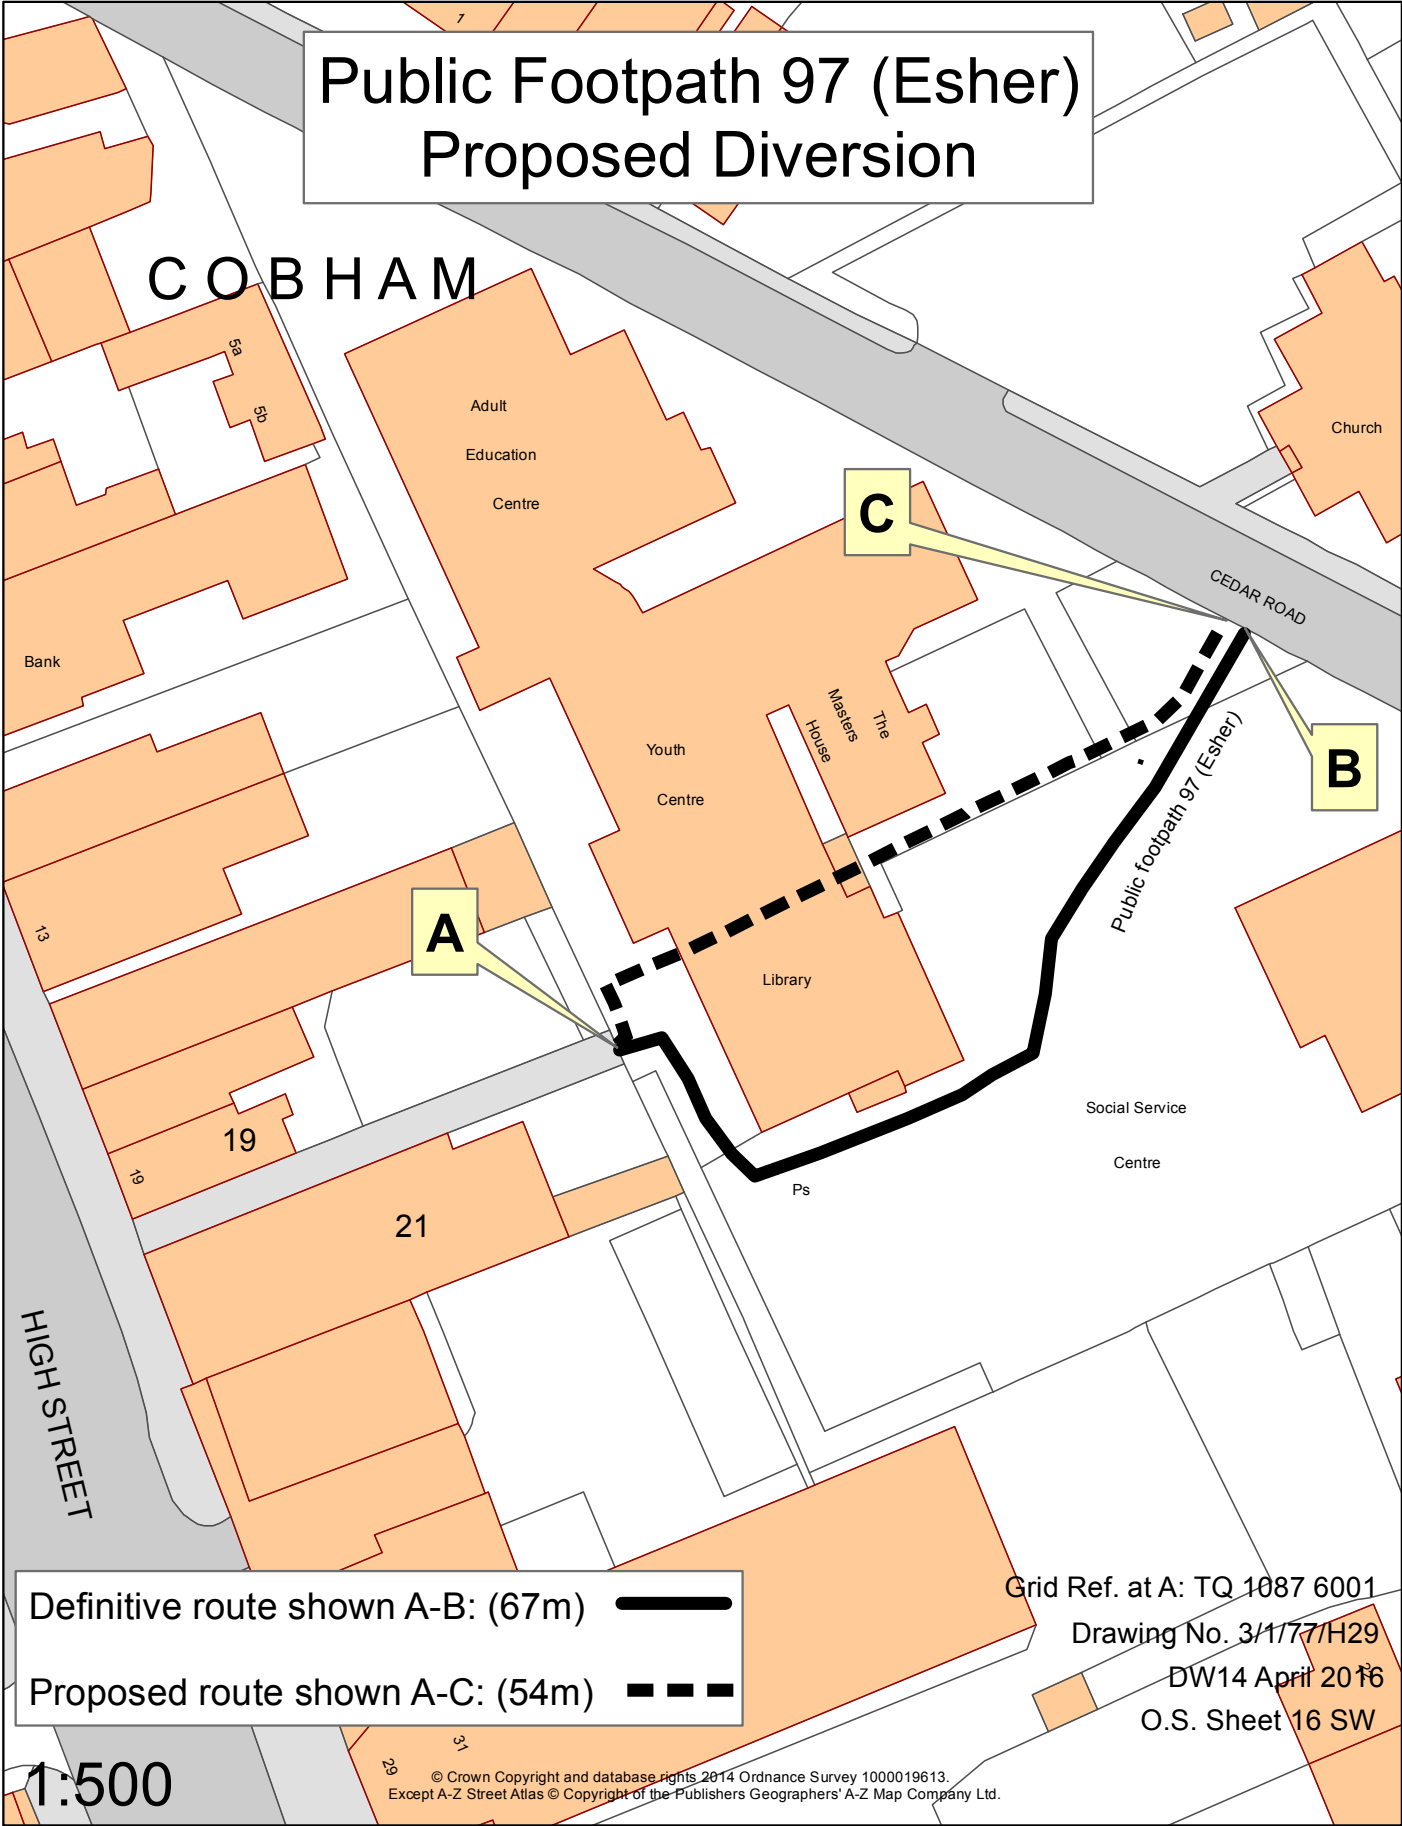 1
Public Footpath 97 (Esher)
Proposed Diversion
COBHAM
5a
5b
Adult
Education
Centre
Church
C
CEDAR ROAD
Bank
The
Masters
House
Youth
Centre
B
Public footpath 97 (Esher)
13
A
Library
Social Service
Centre
19
19
Ps
21
HIGH STREET
Definitive route shown A-B: (67m)
Proposed route shown A-C: (54m)
Grid Ref. at A: TQ 1087 6001
Drawing No. 3/1/77/H29
DW14 April 2016
O.S. Sheet 16 SW
31
29
1:500
© Crown Copyright and database rights 2014 Ordnance Survey 1000019613.
Except A-Z Street Atlas © Copyright of the Publishers Geographers' A-Z Map Company Ltd.